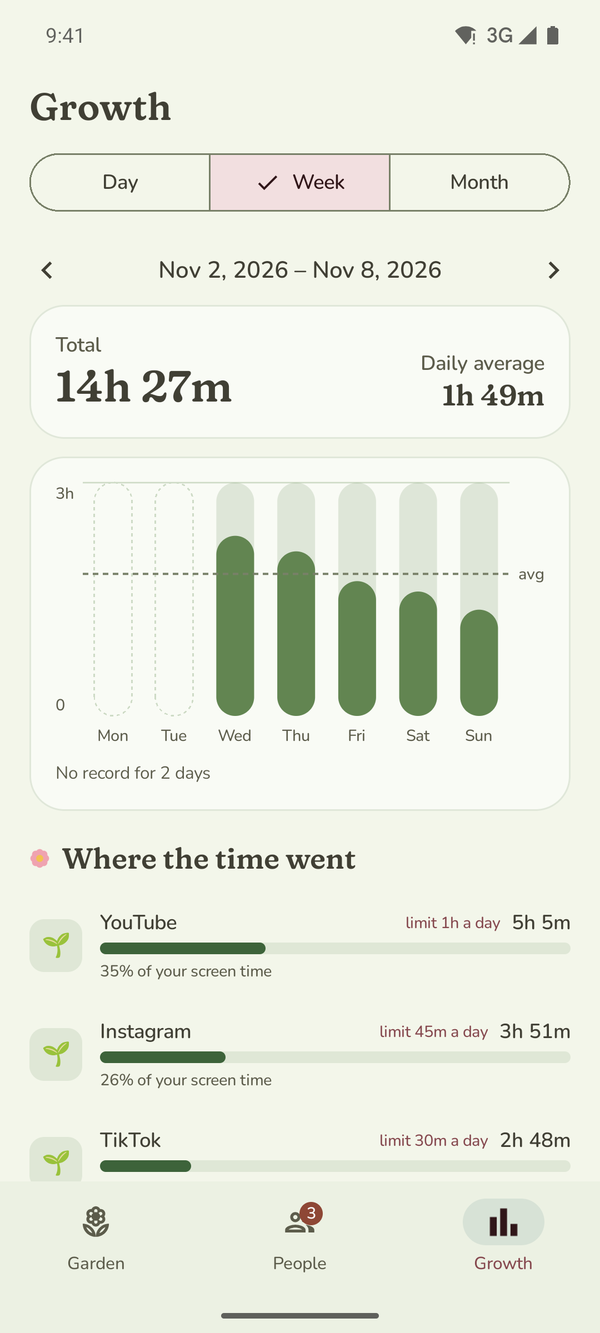 9:41
3G
Growth
Day
Week
Month
Nov 2, 2026 – Nov 8, 2026
Total
14h 27m
Daily average
1h 49m
3h
avg
0
Mon Tue Wed Thu Fri Sat Sun
No record for 2 days
Where the time went
YouTube limit 1h a day 5h 5m
35% of your screen time
Instagram limit 45m a day 3h 51m
26% of your screen time
TikTok limit 30m a day 2h 48m
3
Garden People Growth